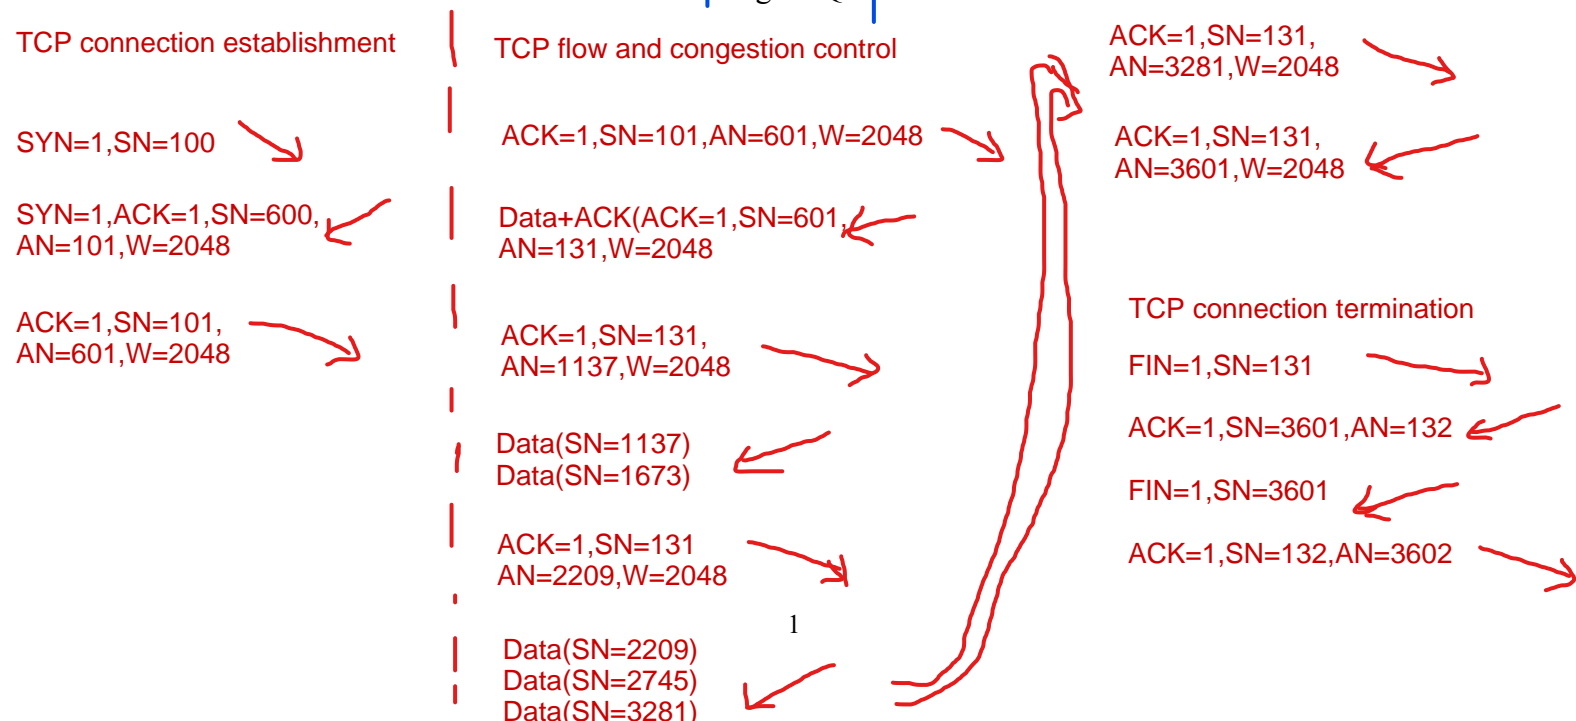 TCP connection establishment
SYN=1,SN=100
SYN=1,ACK=1,SN=600,
AN=101,W=2048
ACK=1,SN=101,
AN=601,W=2048
TCP flow and congestion control
ACK=1,SN=101,AN=601,W=2048
Data+ACK(ACK=1,SN=601,
AN=131,W=2048
ACK=1,SN=131,
AN=1137,W=2048
Data(SN=1137)
Data(SN=1673)
ACK=1,SN=131
AN=2209,W=2048
1
Data(SN=2209)
Data(SN=2745)
Data(SN=3281)
ACK=1,SN=131,
AN=3281,W=2048
ACK=1,SN=131,
AN=3601,W=2048
TCP connection termination
FIN=1,SN=131
ACK=1,SN=3601,AN=132
FIN=1,SN=3601
ACK=1,SN=132,AN=3602